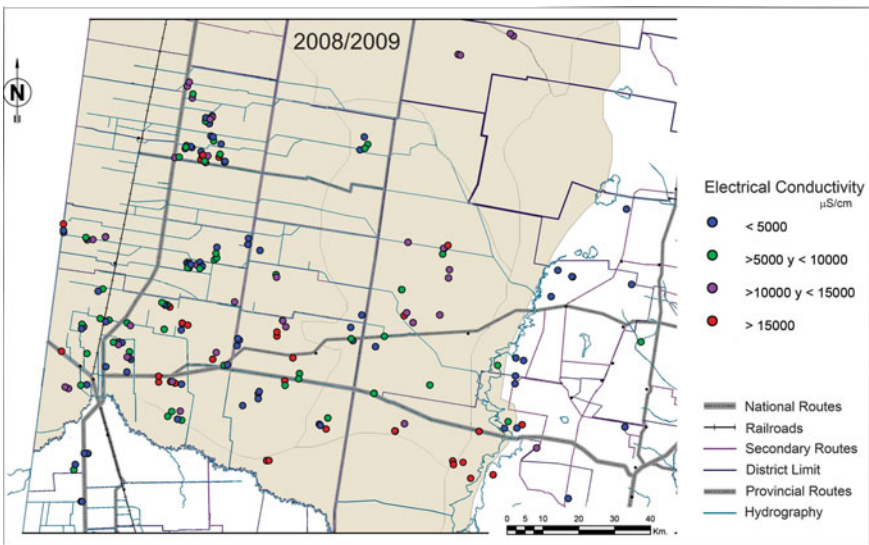 2008/2009
N
Electrical Conductivity
µS/cm
< 5000
>5000 y < 10000
>10000 y < 15000
> 15000
National Routes
Railroads
Secondary Routes
District Limit
Provincial Routes
Hydrography
0 5 10 20 30 40
Km.